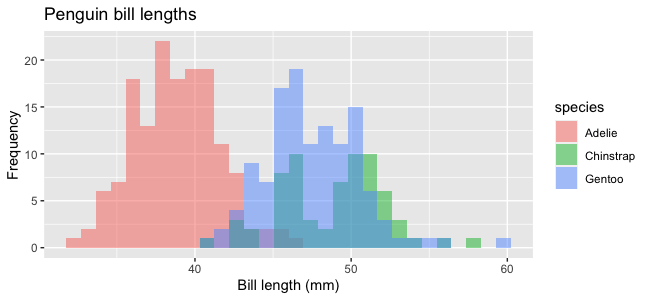 Penguin bill lengths
Frequency
20
15
10
5
0
40
50
60
Bill length (mm)
species
Adelie
Chinstrap
Gentoo